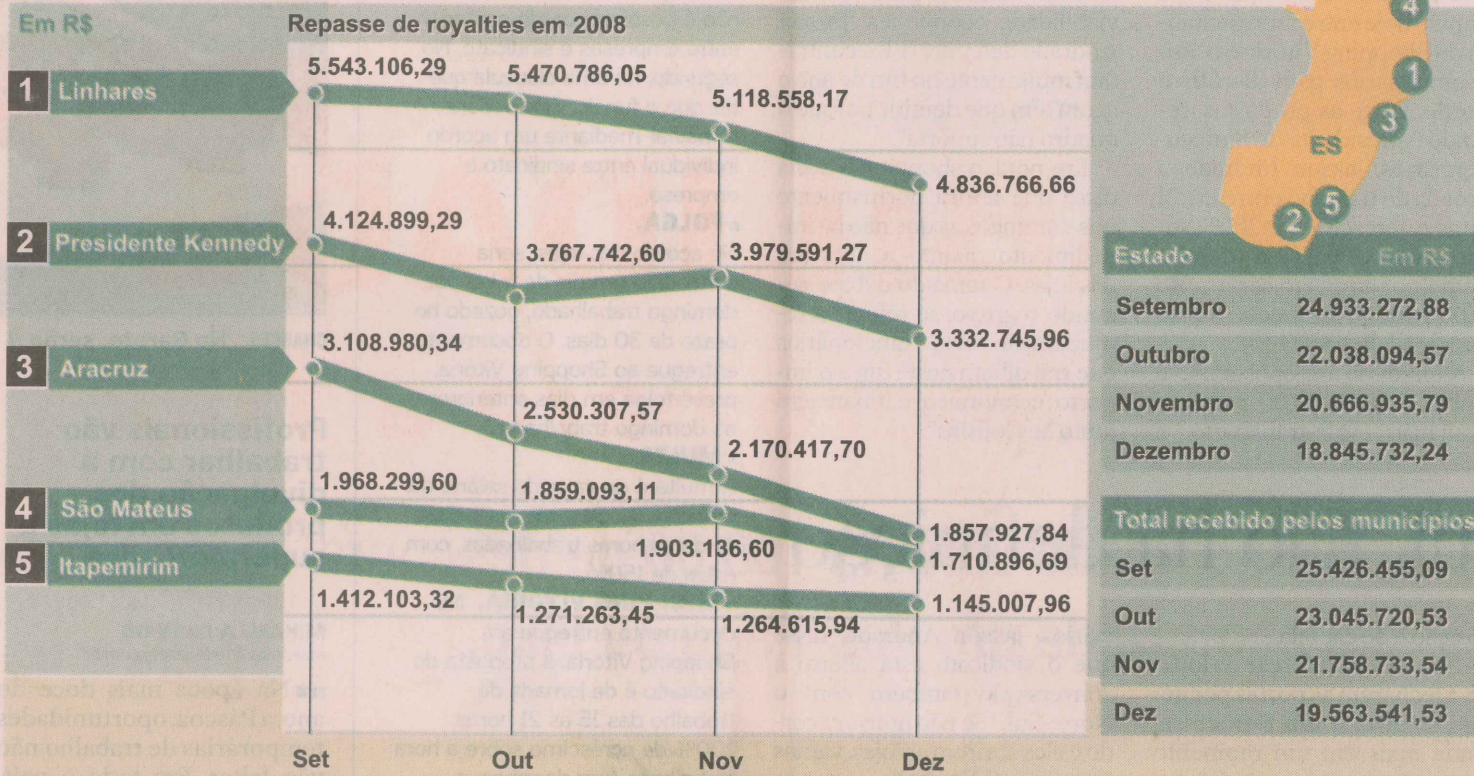 Em R$
Repasse de royalties em 2008
1 Linhares
5.543.106,29
5.470.786,05
5.118.558,17
4.836.766,66
2 Presidente Kennedy
4.124.899,29
3.767.742,60
3.979.591,27
3.332.745,96
3 Aracruz
3.108.980,34
2.530.307,57
2.170.417,70
1.857.927,84
4 São Mateus
1.968.299,60
1.859.093,11
1.903.136,60
1.710.896,69
5 Itapemirim
1.412.103,32
1.271.263,45
1.264.615,94
1.145.007,96
Set Out Nov Dez
4
1
3
ES
5
2
Estado Em R$
Setembro 24.933.272,88
Outubro 22.038.094,57
Novembro 20.666.935,79
Dezembro 18.845.732,24
Total recebido pelos municípios
Set 25.426.455,09
Out 23.045.720,53
Nov 21.758.733,54
Dez 19.563.541,53